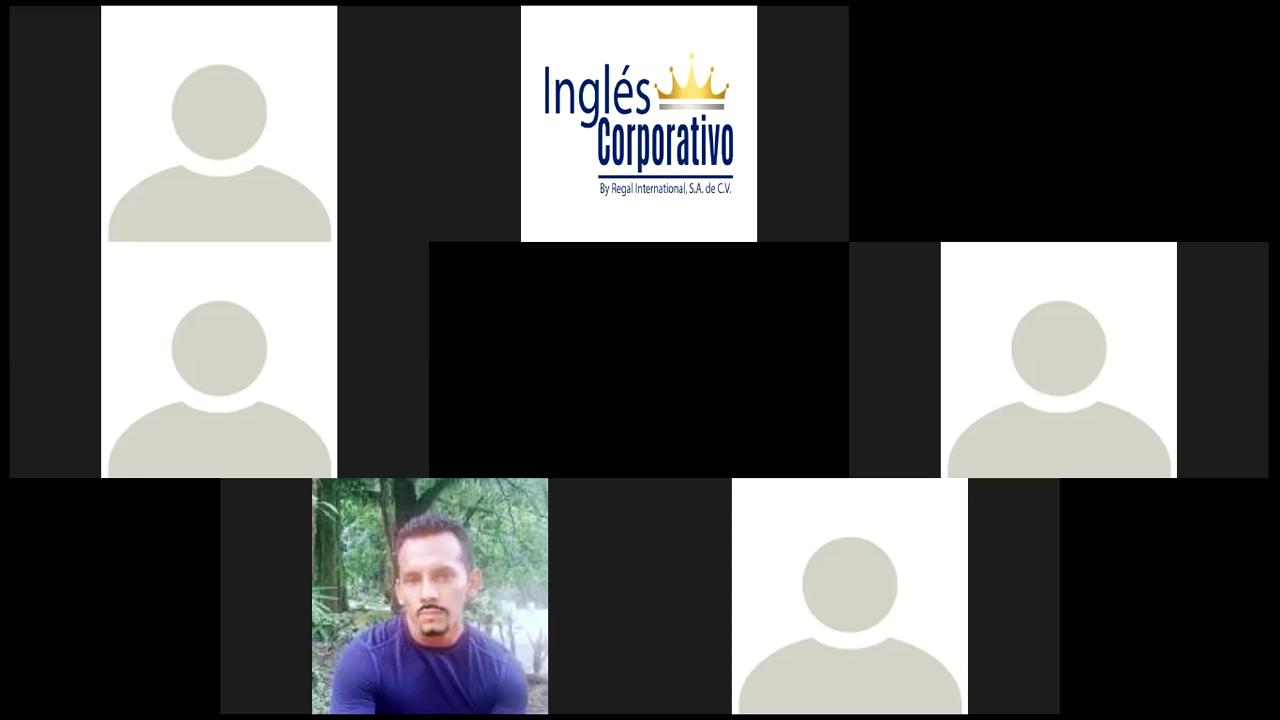 Inglés
Corporativo
By Regal International, S.A. de C.V.